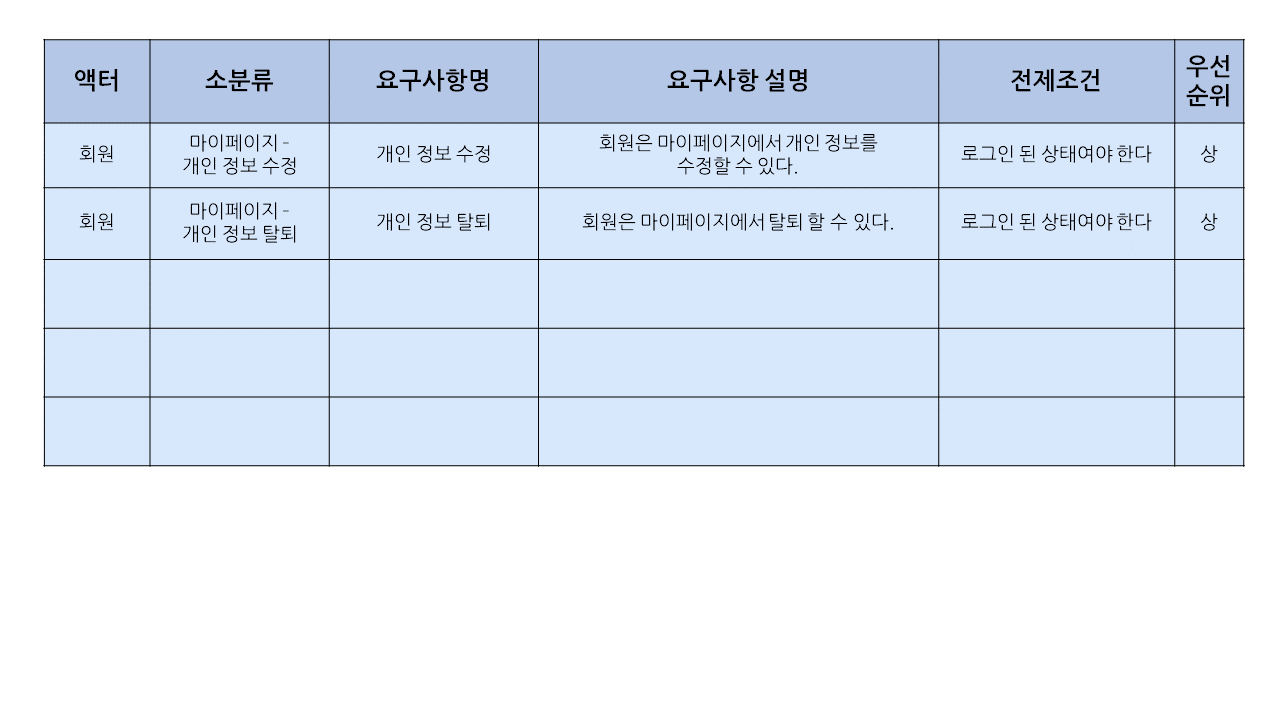 액터 소분류 요구사항명 요구사항 설명 전제조건 우선
순위
회원 마이페이지 -
개인 정보 수정 개인 정보 수정 회원은 마이페이지에서 개인 정보를
수정할 수 있다. 로그인 된 상태여야 한다 상
회원 마이페이지 -
개인 정보 탈퇴 개인 정보 탈퇴 회원은 마이페이지에서 탈퇴 할 수 있다. 로그인 된 상태여야 한다 상